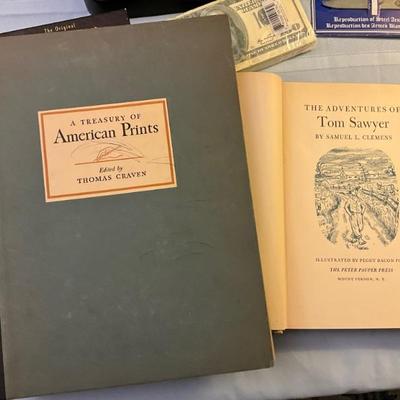 The Original
Reproduction of Steel
Reproduction des Armes
A TREASURY OF
American Prints
Edited by
THOMAS CRAVEN
THE ADVENTURES OF
Tom Sawyer
BY SAMUEL L. CLEMENS
ILLUSTRATED BY PEGGY BACON
THE PETER PAUPER PRESS
MOUNT VERNON, N. Y.